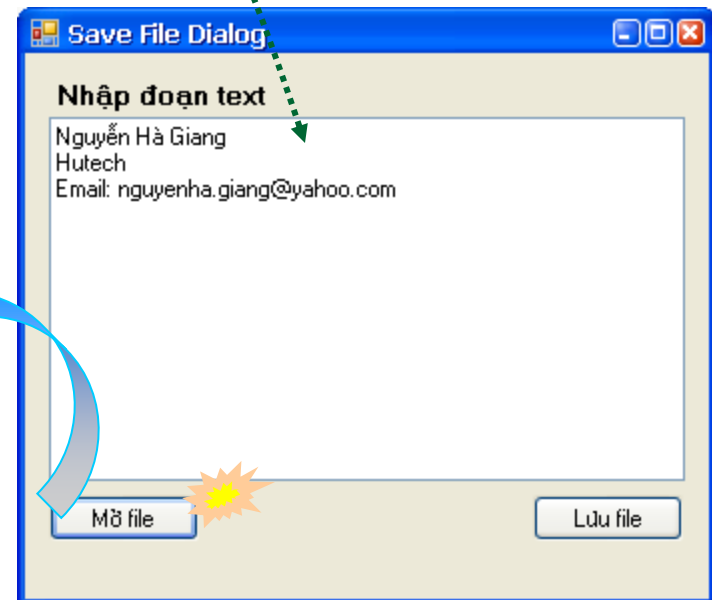 Save File Dialog
Nhập đoạn text
Nguyễn Hà Giang
Hutech
Email: nguyenha.giang@yahoo.com
Mở file
Lưu file